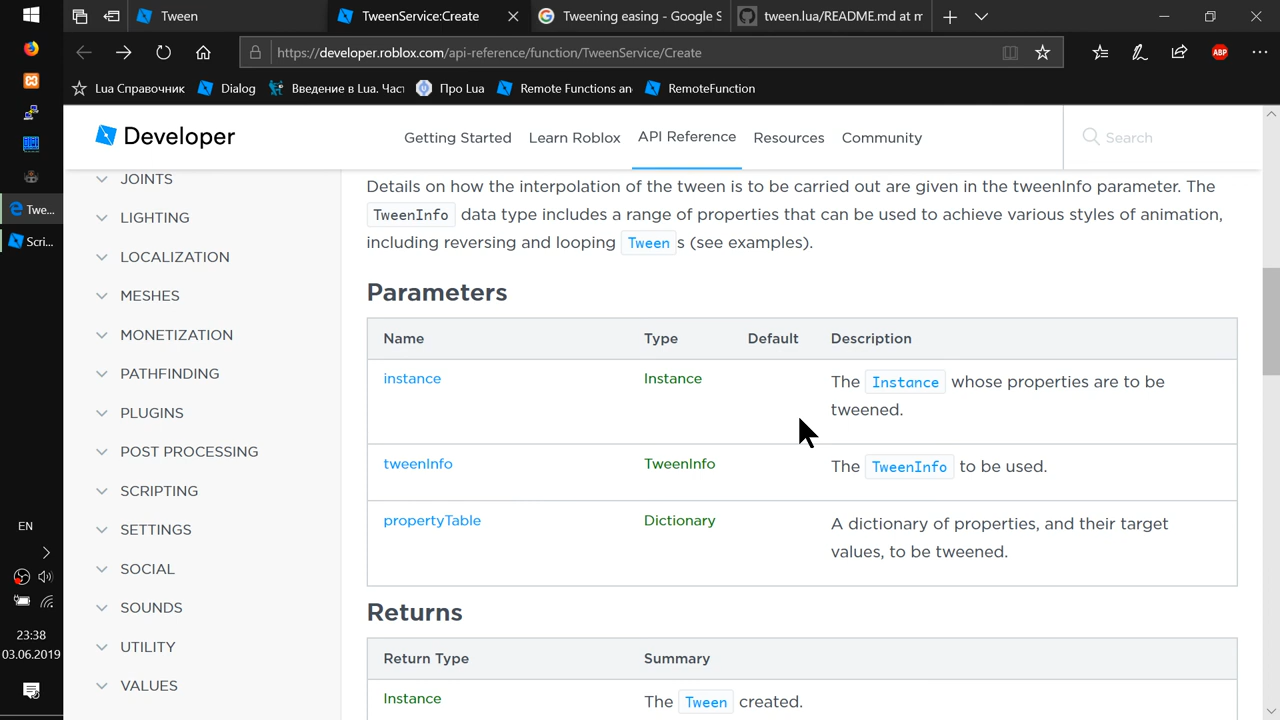 Tween
TweenService:Create
Tweening easing - Google S
tween.lua/README.md at m
https://developer.roblox.com/api-reference/function/TweenService/Create
ABP
Lua Справочник
Dialog
Введение в Lua. Част
Про Lua
Remote Functions an
RemoteFunction
Developer
Getting Started
Learn Roblox
API Reference
Resources
Community
Search
JOINTS
LIGHTING
LOCALIZATION
MESHES
MONETIZATION
PATHFINDING
PLUGINS
POST PROCESSING
SCRIPTING
SETTINGS
SOCIAL
SOUNDS
UTILITY
VALUES
Details on how the interpolation of the tween is to be carried out are given in the tweenInfo parameter. The
TweenInfo data type includes a range of properties that can be used to achieve various styles of animation,
including reversing and looping Tween s (see examples).
Parameters
Name Type Default Description
instance Instance The Instance whose properties are to be
tweened.
tweenInfo TweenInfo The TweenInfo to be used.
propertyTable Dictionary A dictionary of properties, and their target
values, to be tweened.
Returns
Return Type Summary
Instance The Tween created.
Twe...
Scri...
EN
23:38
03.06.2019